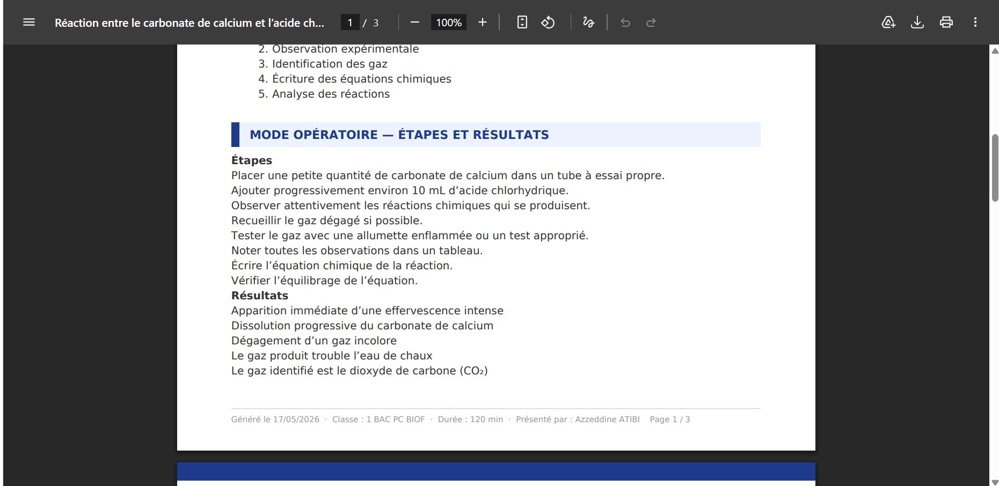 Réaction entre le carbonate de calcium et l’acide ch...
1 / 3
100%
2. Observation expérimentale
3. Identification des gaz
4. Écriture des équations chimiques
5. Analyse des réactions
MODE OPÉRATOIRE — ÉTAPES ET RÉSULTATS
Étapes
Placer une petite quantité de carbonate de calcium dans un tube à essai propre.
Ajouter progressivement environ 10 mL d’acide chlorhydrique.
Observer attentivement les réactions chimiques qui se produisent.
Recueillir le gaz dégagé si possible.
Tester le gaz avec une allumette enflammée ou un test approprié.
Noter toutes les observations dans un tableau.
Écrire l’équation chimique de la réaction.
Vérifier l’équilibrage de l’équation.
Résultats
Apparition immédiate d’une effervescence intense
Dissolution progressive du carbonate de calcium
Dégagement d’un gaz incolore
Le gaz produit trouble l’eau de chaux
Le gaz identifié est le dioxyde de carbone (CO₂)
Généré le 17/05/2026 · Classe : 1 BAC PC BIOF · Durée : 120 min · Présenté par : Azzeddine ATIBI Page 1 / 3